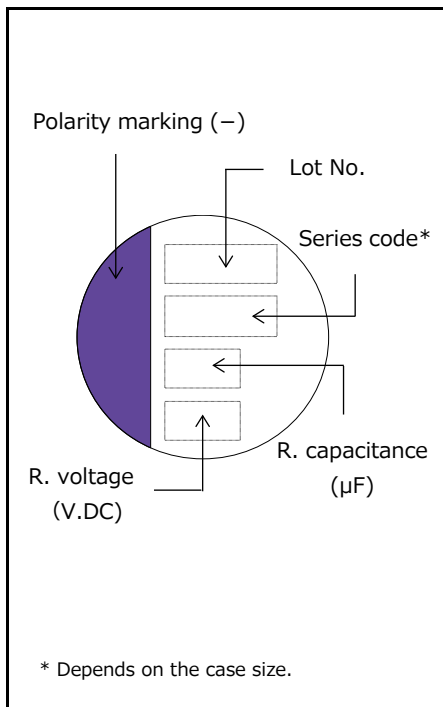 Polarity marking (−)
Lot No.
Series code*
R. capacitance
(μF)
R. voltage
(V.DC)
* Depends on the case size.